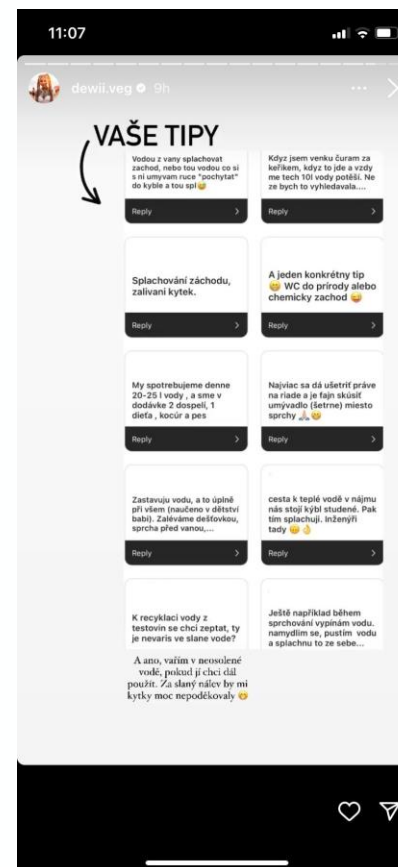 11:07
dewii.veg 9h
VAŠE TIPY
Vodou z vany splachovat
zachod, nebo tou vodou co si
s ni umyvam ruce "pochytat"
do kyble a tou spl😅
Reply
Kdyz jsem venku čuram za
keříkem, kdyz to jde a vzdy
me tech 10l vody potěší. Ne
ze bych to vyhledavala....
Reply
Splachování záchodu,
zalivani kytek.
Reply
A jeden konkrétny tip
😅 WC do prírody alebo
chemicky zachod 😄
Reply
My spotrebujeme denne
20-25 l vody , a sme v
dodávke 2 dospelí, 1
dieťa , kocúr a pes
Reply
Najviac sa dá ušetriť práve
na riade a je fajn skúsiť
umývadlo (šetrne) miesto
sprchy 🙏😅
Reply
Zastavuju vodu, a to úplně
při všem (naučeno v dětství
babi). Zaléváme dešťovkou,
sprcha před vanou,...
Reply
cesta k teplé vodě v nájmu
nás stojí kýbl studené. Pak
tím splachuji. Inženýři
tady 😄👌
Reply
K recyklaci vody z
testovin se chci zeptat, ty
je nevaris ve slane vode?
Ještě například během
sprchování vypínám vodu.
namydlim se, pustím vodu
a splachnu to ze sebe...
A ano, vařím v neosolené
vodě, pokud jí chci dál
použít. Za slaný nálev by mi
kytky moc nepoděkovaly 😅